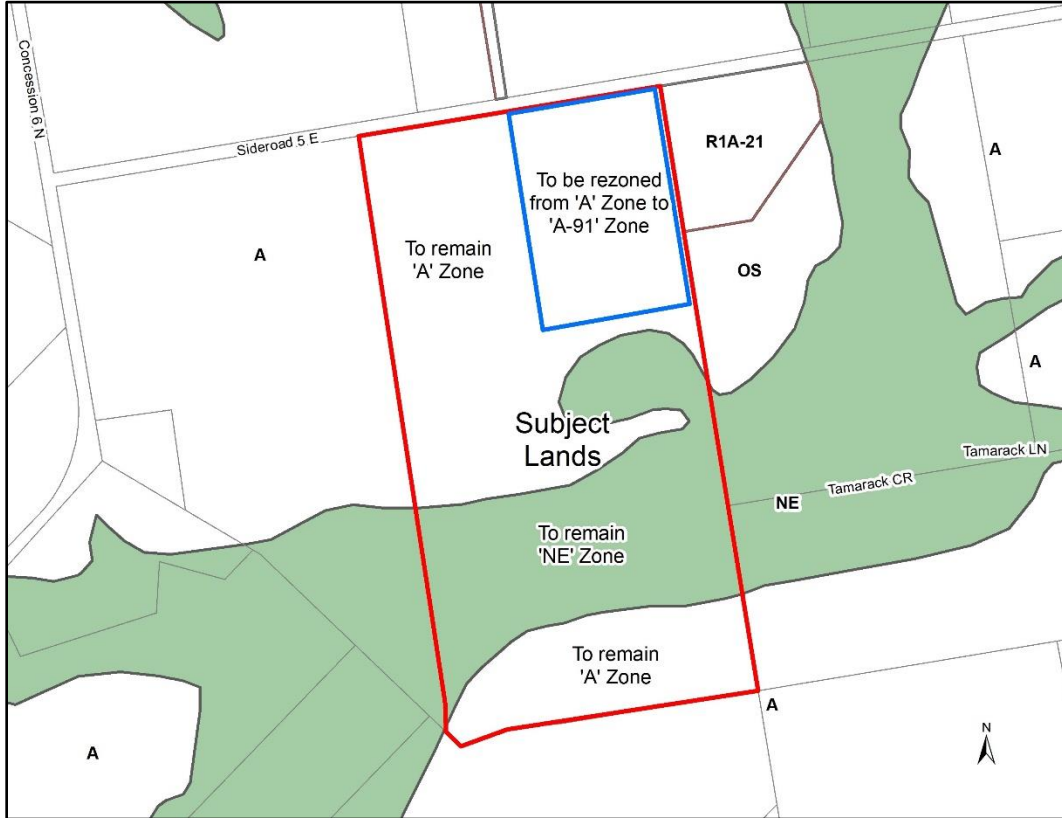 Concession 6 N
Sideroad 5 E
R1A-21
A
To be rezoned
from 'A' Zone to
'A-91' Zone
To remain
'A' Zone
A
OS
A
Subject
Lands
Tamarack LN
Tamarack CR
NE
To remain
'NE' Zone
To remain
'A' Zone
A
A
N